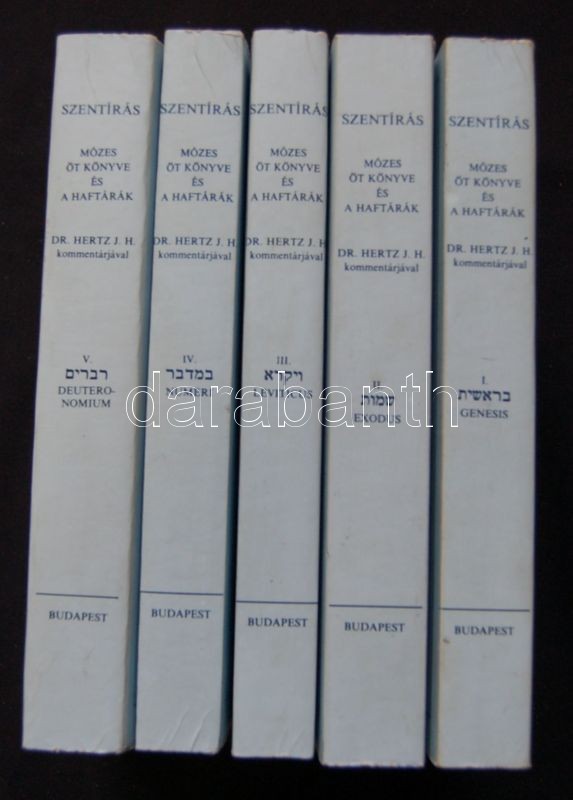 SZENTÍRÁS
MÓZES
ÖT KÖNYVE
ÉS
A HAFTÁRÁK
DR. HERTZ J. H.
kommentárjával
V.
דברים
DEUTERO-
NOMIUM
BUDAPEST
SZENTÍRÁS
MÓZES
ÖT KÖNYVE
ÉS
A HAFTÁRÁK
DR. HERTZ J. H.
kommentárjával
IV.
במדבר
NUMERI
BUDAPEST
SZENTÍRÁS
MÓZES
ÖT KÖNYVE
ÉS
A HAFTÁRÁK
DR. HERTZ J. H.
kommentárjával
III.
ויקרא
LEVITICUS
BUDAPEST
SZENTÍRÁS
MÓZES
ÖT KÖNYVE
ÉS
A HAFTÁRÁK
DR. HERTZ J. H.
kommentárjával
II.
שמות
EXODUS
BUDAPEST
SZENTÍRÁS
MÓZES
ÖT KÖNYVE
ÉS
A HAFTÁRÁK
DR. HERTZ J. H.
kommentárjával
I.
בראשית
GENESIS
BUDAPEST
darabanth